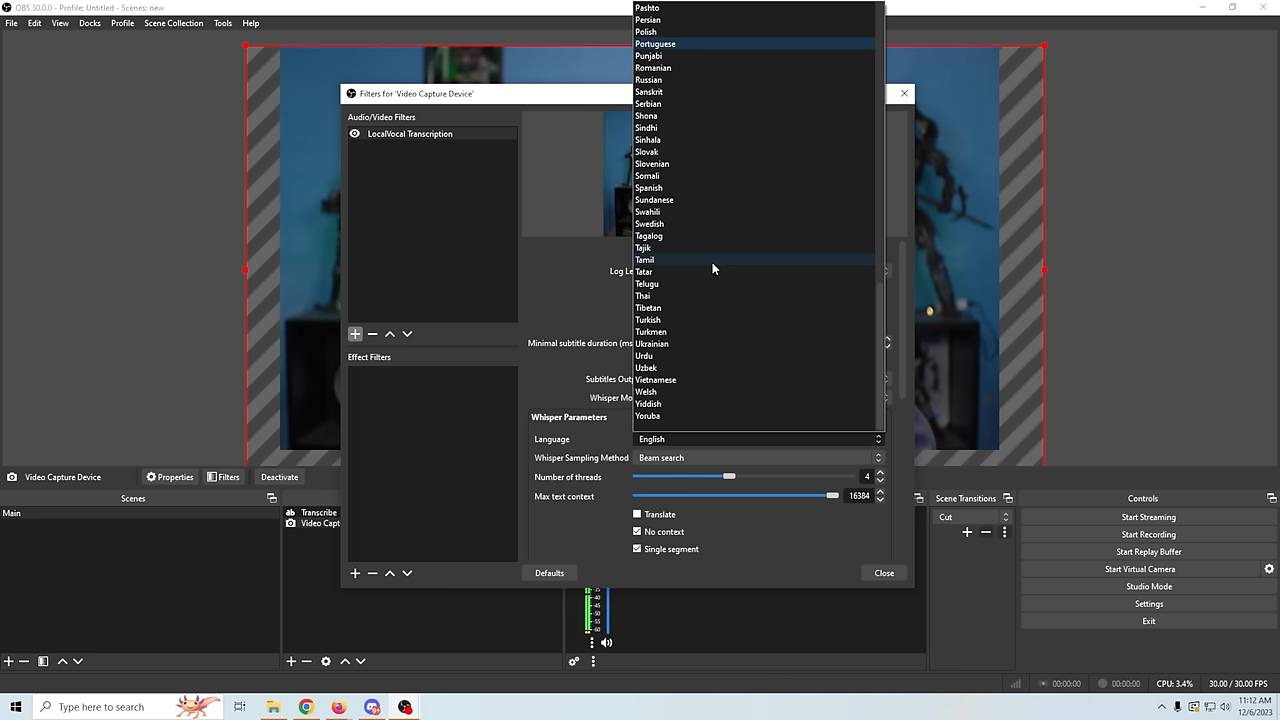 OBS 30.0.0 - Profile: Untitled - Scenes: new
File Edit View Docks Profile Scene Collection Tools Help
Pashto
Persian
Polish
Portuguese
Punjabi
Romanian
Russian
Sanskrit
Serbian
Shona
Sindhi
Sinhala
Slovak
Slovenian
Somali
Spanish
Sundanese
Swahili
Swedish
Tagalog
Tajik
Tamil
Tatar
Telugu
Thai
Tibetan
Turkish
Turkmen
Ukrainian
Urdu
Uzbek
Vietnamese
Welsh
Yiddish
Yoruba
Filters for 'Video Capture Device'
Audio/Video Filters
LocalVocal Transcription
Effect Filters
Log Le
Minimal subtitle duration (ms
Subtitles Outp
Whisper Mo
Whisper Parameters
Language English
Whisper Sampling Method Beam search
Number of threads 4
Max text context 16384
Translate
No context
Single segment
Defaults Close
Video Capture Device Properties Filters Deactivate
Scenes
Main
ab Transcribe
Video Capt
-40
-45
-50
-55
-60
Scene Transitions
Cut
Controls
Start Streaming
Start Recording
Start Replay Buffer
Start Virtual Camera
Studio Mode
Settings
Exit
00:00:00 00:00:00 CPU: 3.4% 30.00 / 30.00 FPS
Type here to search
11:12 AM
12/6/2023